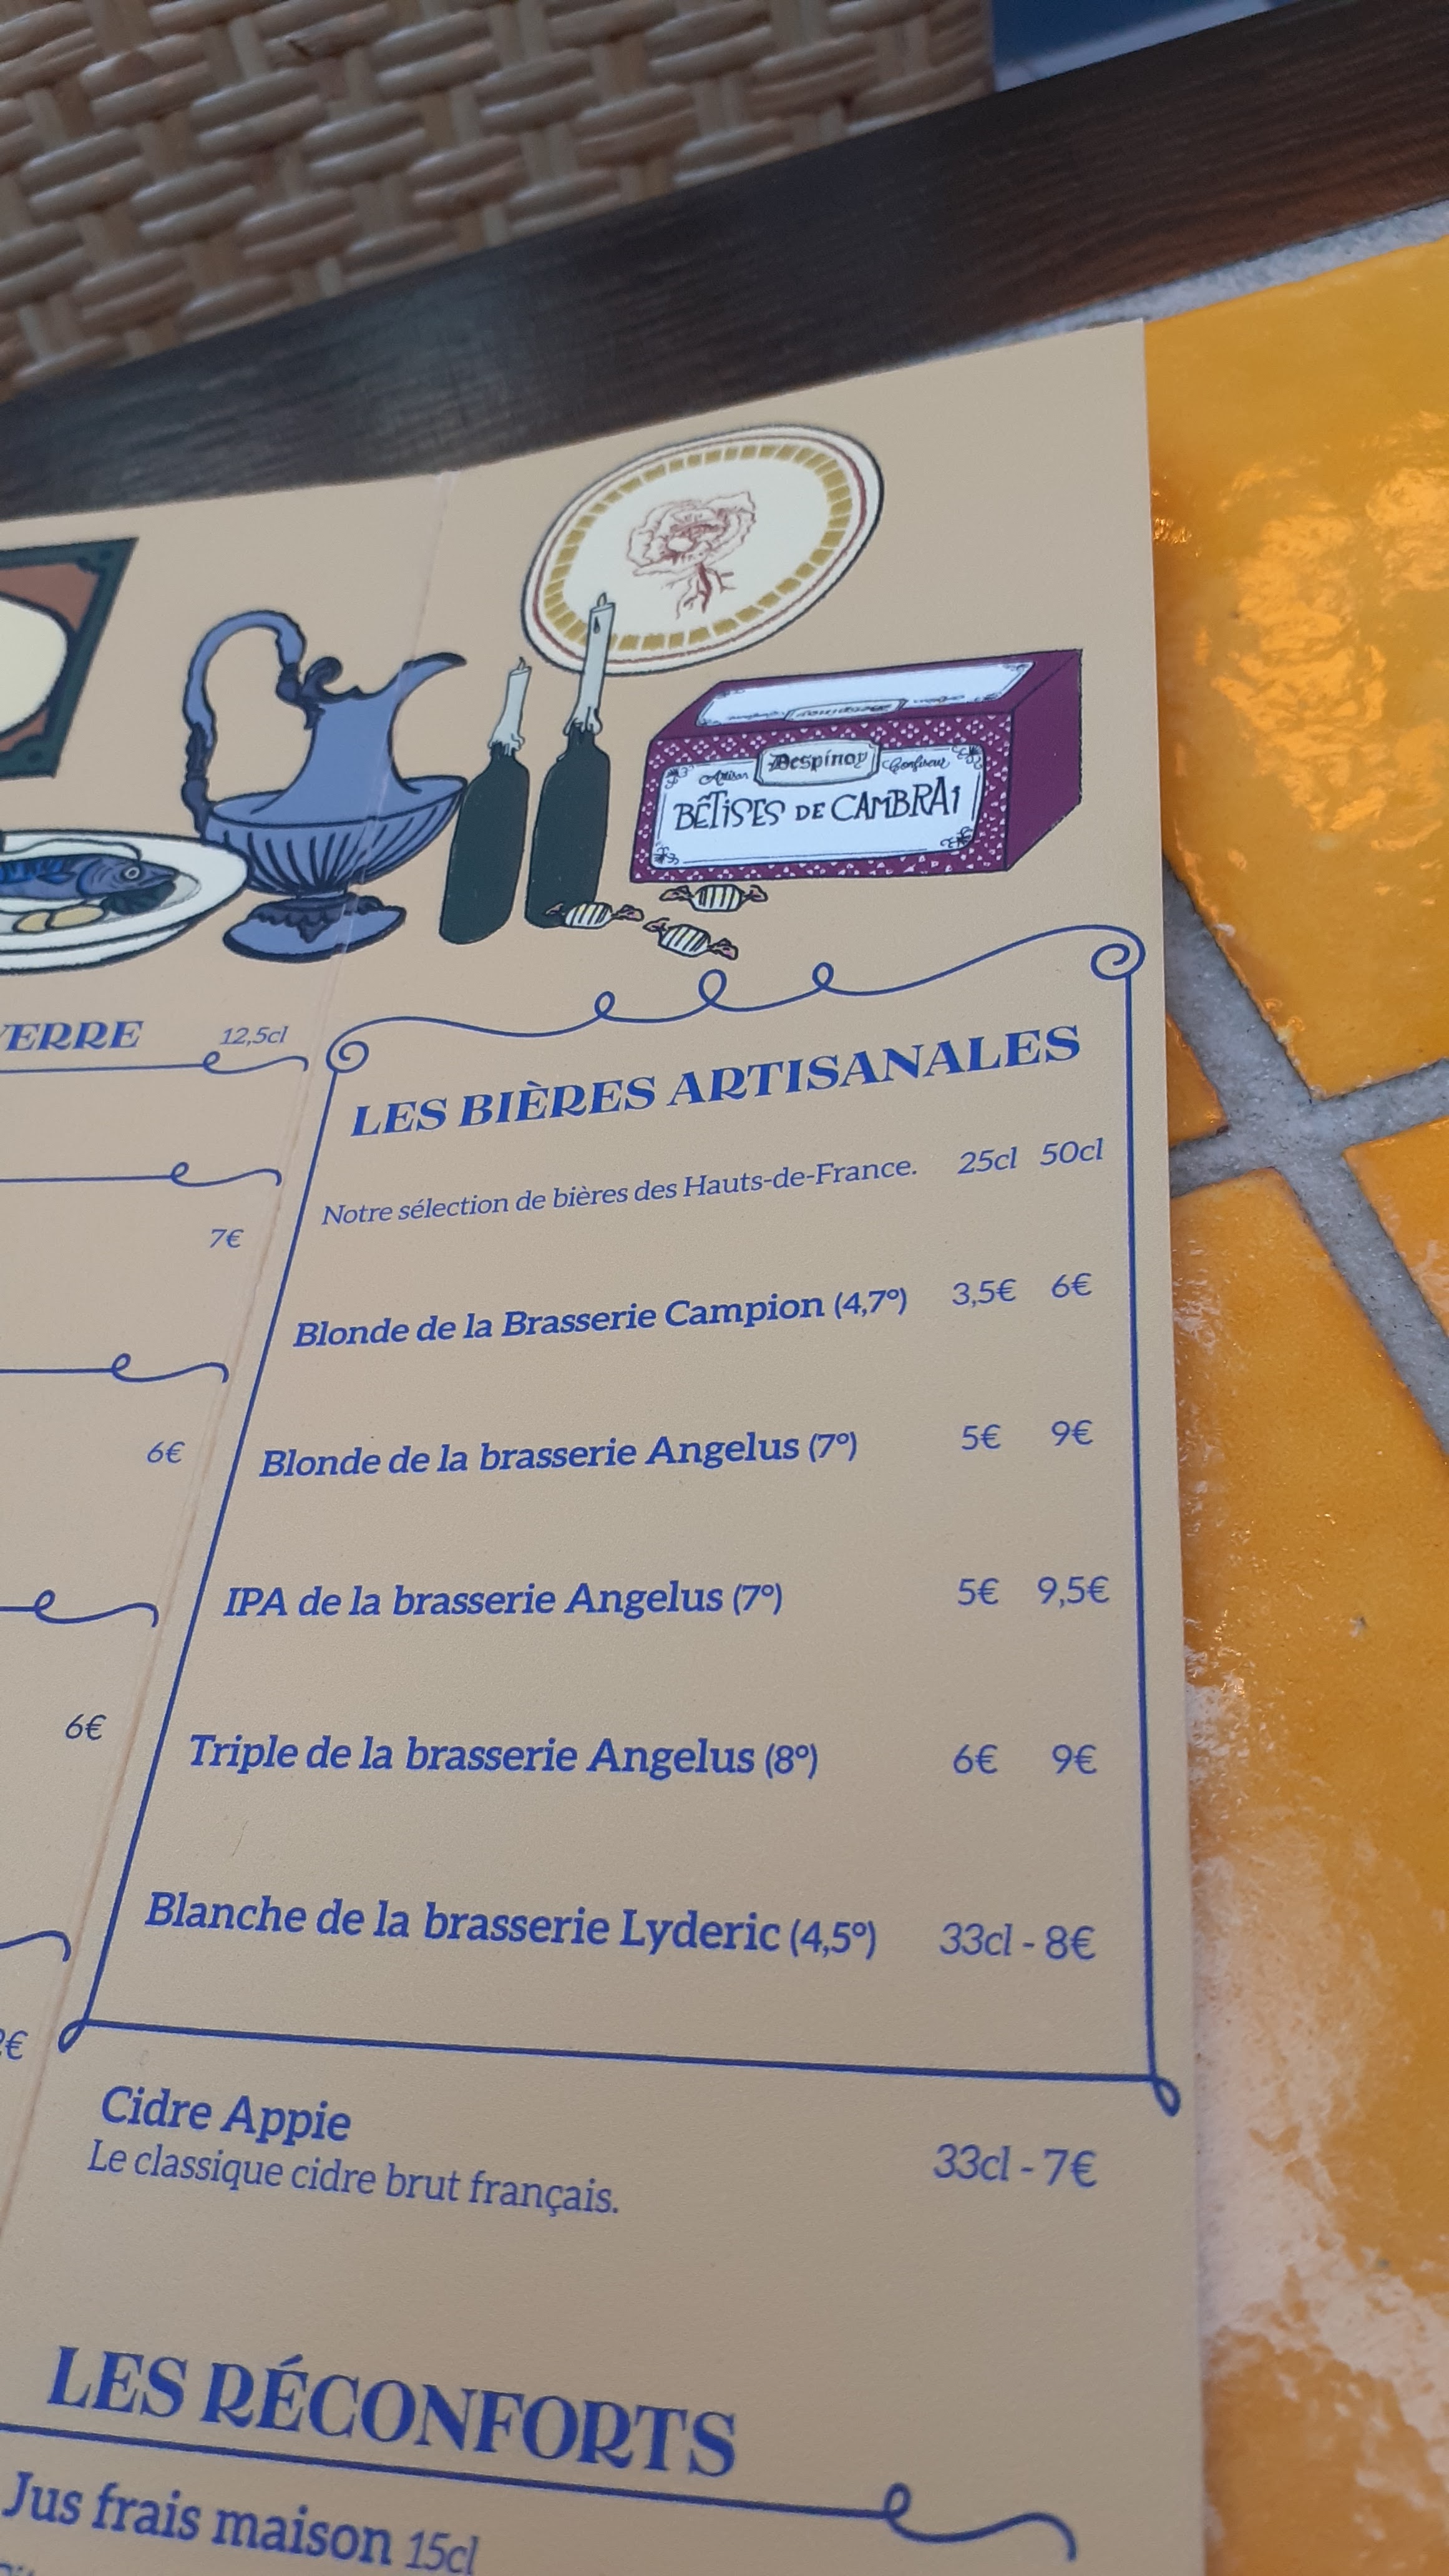 Artisan Despinoy Confiseur
BÊTISES DE CAMBRAI
VERRE 12,5cl
7€
6€
6€
€
LES BIÈRES ARTISANALES
Notre sélection de bières des Hauts-de-France. 25cl 50cl
Blonde de la Brasserie Campion (4,7°) 3,5€ 6€
Blonde de la brasserie Angelus (7°) 5€ 9€
IPA de la brasserie Angelus (7°) 5€ 9,5€
Triple de la brasserie Angelus (8°) 6€ 9€
Blanche de la brasserie Lyderic (4,5°) 33cl - 8€
Cidre Appie
Le classique cidre brut français. 33cl - 7€
LES RÉCONFORTS
Jus frais maison 15cl